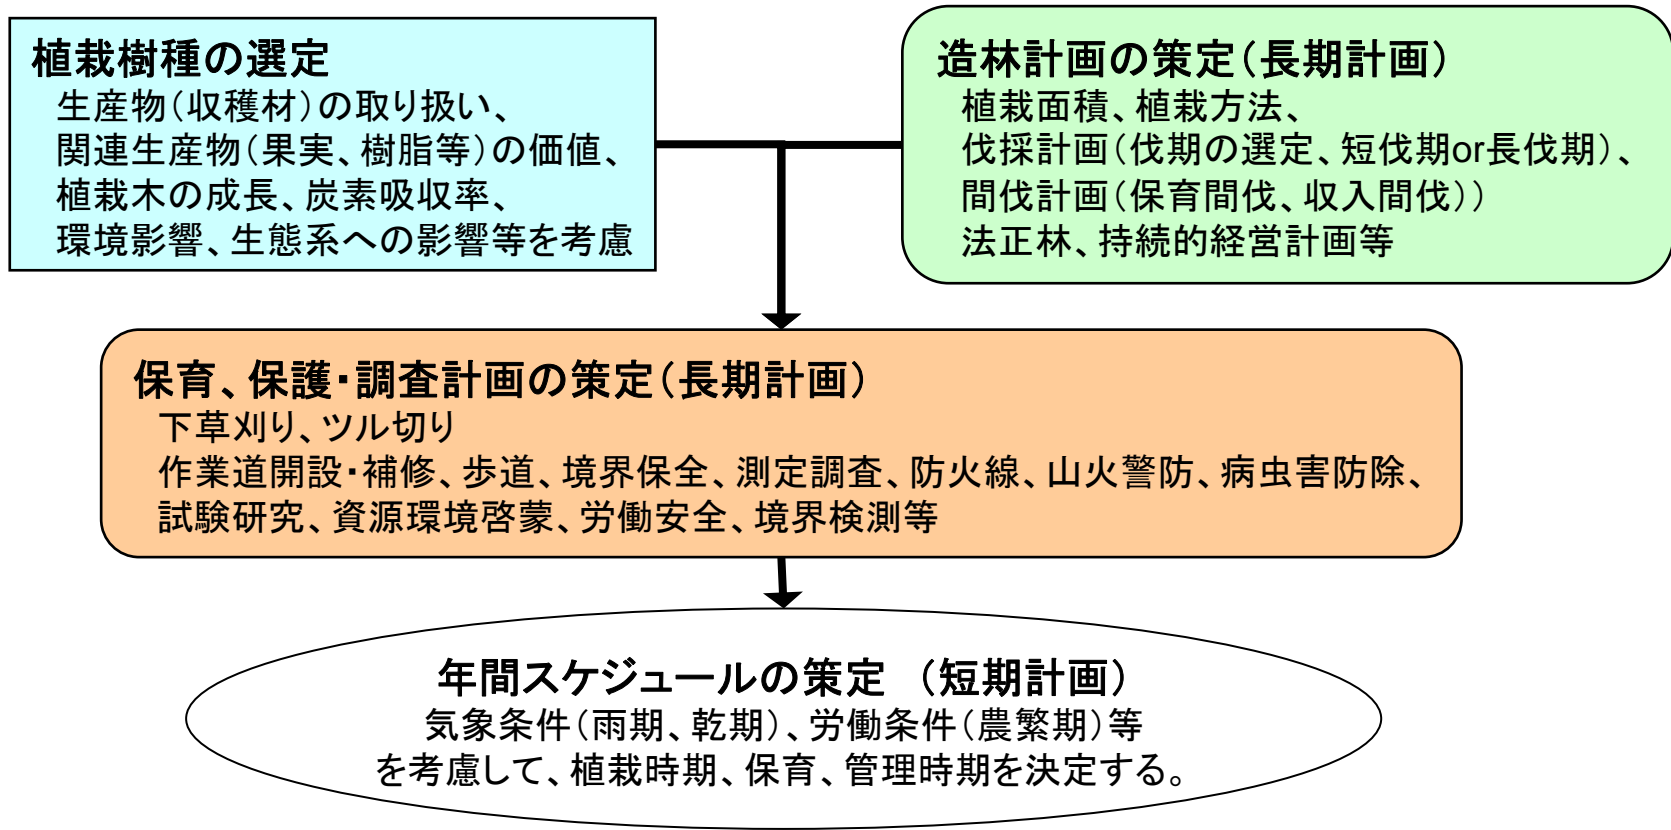 植栽樹種の選定
生産物（収穫材）の取り扱い、
関連生産物（果実、樹脂等）の価値、
植栽木の成長、炭素吸収率、
環境影響、生態系への影響等を考慮
造林計画の策定（長期計画）
植栽面積、植栽方法、
伐採計画（伐期の選定、短伐期or長伐期）、
間伐計画（保育間伐、収入間伐））
法正林、持続的経営計画等
保育、保護・調査計画の策定（長期計画）
下草刈り、ツル切り
作業道開設・補修、歩道、境界保全、測定調査、防火線、山火警防、病虫害防除、
試験研究、資源環境啓蒙、労働安全、境界検測等
年間スケジュールの策定　（短期計画）
気象条件（雨期、乾期）、労働条件（農繁期）等
を考慮して、植栽時期、保育、管理時期を決定する。